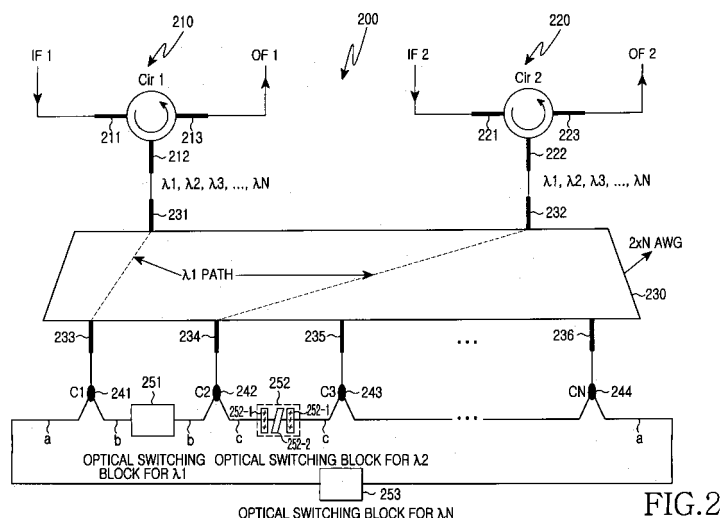 210
200
220
IF 1
OF 1
IF 2
OF 2
Cir 1
Cir 2
211
213
221
223
212
222
λ1, λ2, λ3, ..., λN
λ1, λ2, λ3, ..., λN
231
232
2xN AWG
λ1 PATH
230
233
234
235
236
...
C1
241
251
C2
242
252
C3
243
CN
244
252-1
252-1
252-2
...
a
b
b
c
c
a
OPTICAL SWITCHING
BLOCK FOR λ1
OPTICAL SWITCHING
BLOCK FOR λ2
253
OPTICAL SWITCHING
BLOCK FOR λN
FIG.2